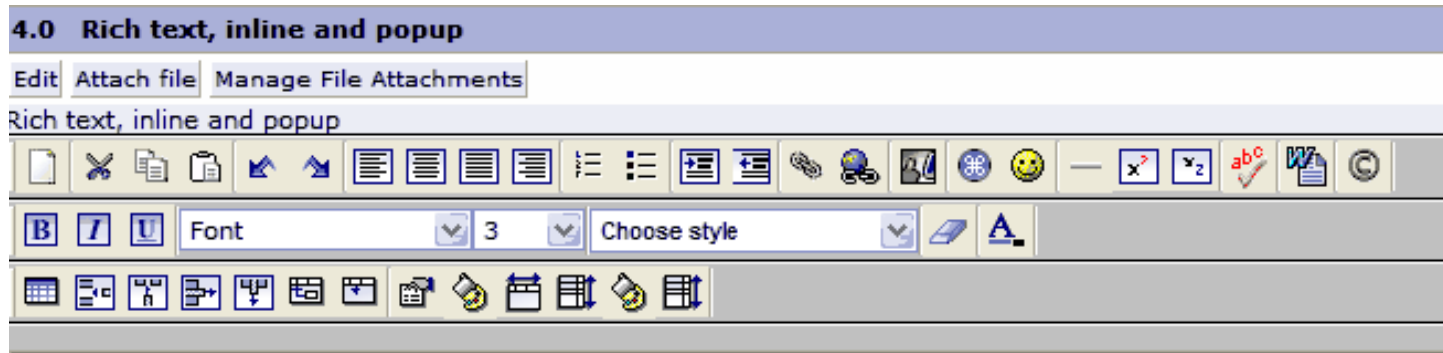 4.0 Rich text, inline and popup
Edit Attach file Manage File Attachments
Rich text, inline and popup
abc W ©
B I U Font 3 Choose style A